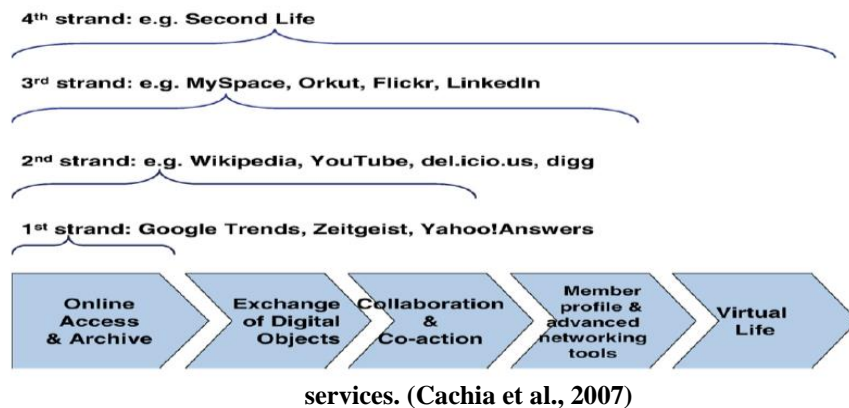 4th strand: e.g. Second Life
3rd strand: e.g. MySpace, Orkut, Flickr, LinkedIn
2nd strand: e.g. Wikipedia, YouTube, del.icio.us, digg
1st strand: Google Trends, Zeitgeist, Yahoo!Answers
Online
Access
& Archive
Exchange
of Digital
Objects
Collaboration
&
Co-action
Member
profile &
advanced
networking
tools
Virtual
Life
services. (Cachia et al., 2007)